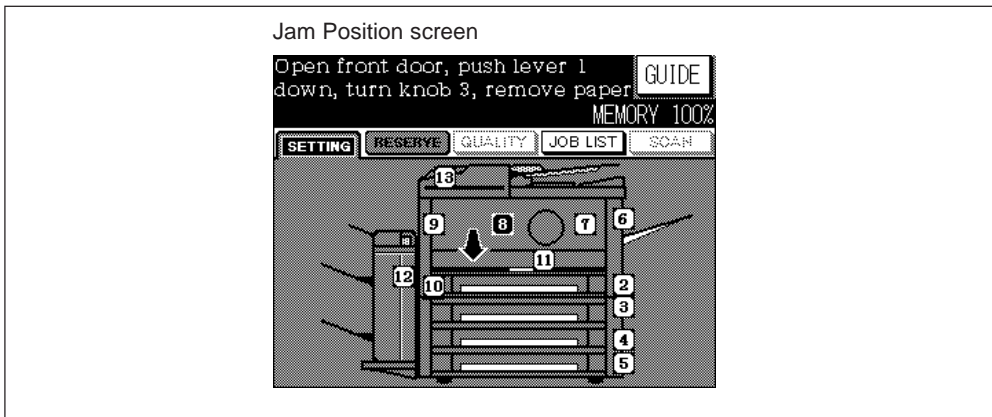 Jam Position screen
Open front door, push lever 1
down, turn knob 3, remove paper
GUIDE
MEMORY 100%
SETTING RESERVE QUALITY JOB LIST SCAN
13
9 8 7 6
11
12 10 2
3
4
5